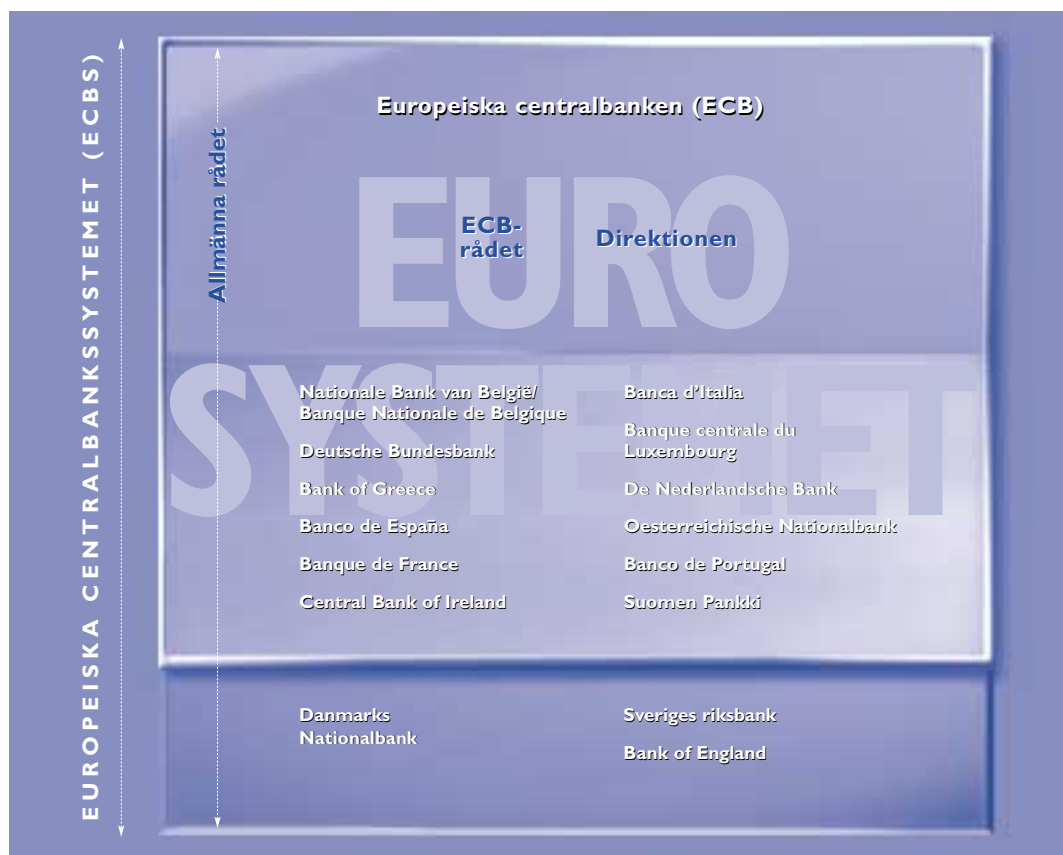 EUROPEISKA CENTRALBANKSSYSTEMET (ECBS)
Allmänna rådet
Europeiska centralbanken (ECB)
EURO
SYSTEMET
ECB-
rådet
Direktionen
Nationale Bank van België/
Banque Nationale de Belgique
Deutsche Bundesbank
Bank of Greece
Banco de España
Banque de France
Central Bank of Ireland
Banca d'Italia
Banque centrale du
Luxembourg
De Nederlandsche Bank
Oesterreichische Nationalbank
Banco de Portugal
Suomen Pankki
Danmarks
Nationalbank
Sveriges riksbank
Bank of England